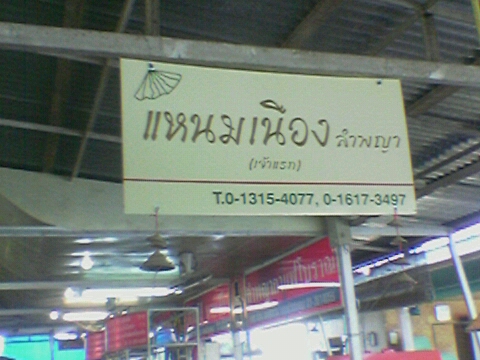 แหนมเนือง ลำพญา
(เจ้าแรก)
T.0-1315-4077, 0-1617-3497